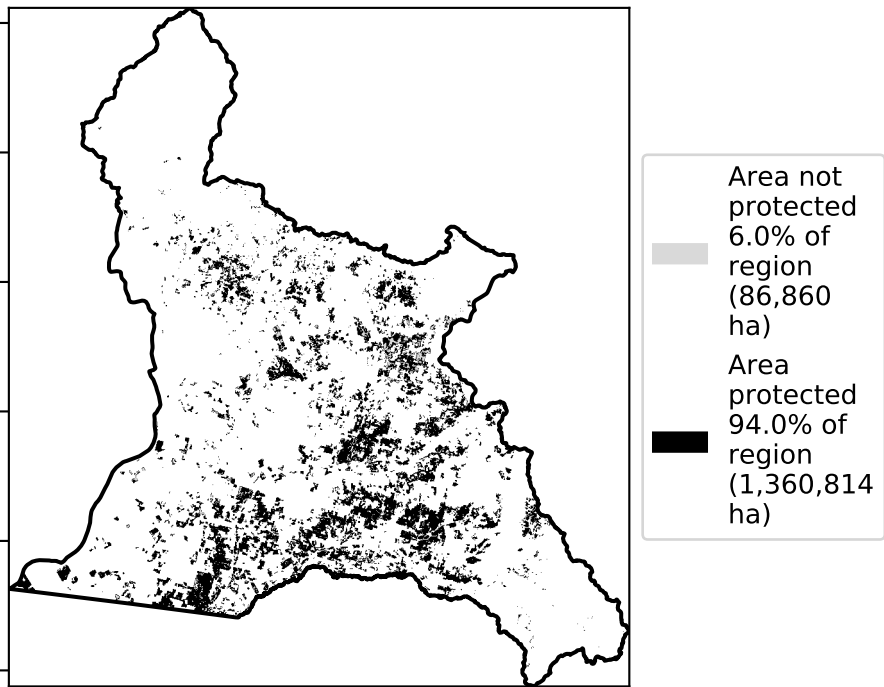 Area not
protected
6.0% of
region
(86,860
ha)
Area
protected
94.0% of
region
(1,360,814
ha)